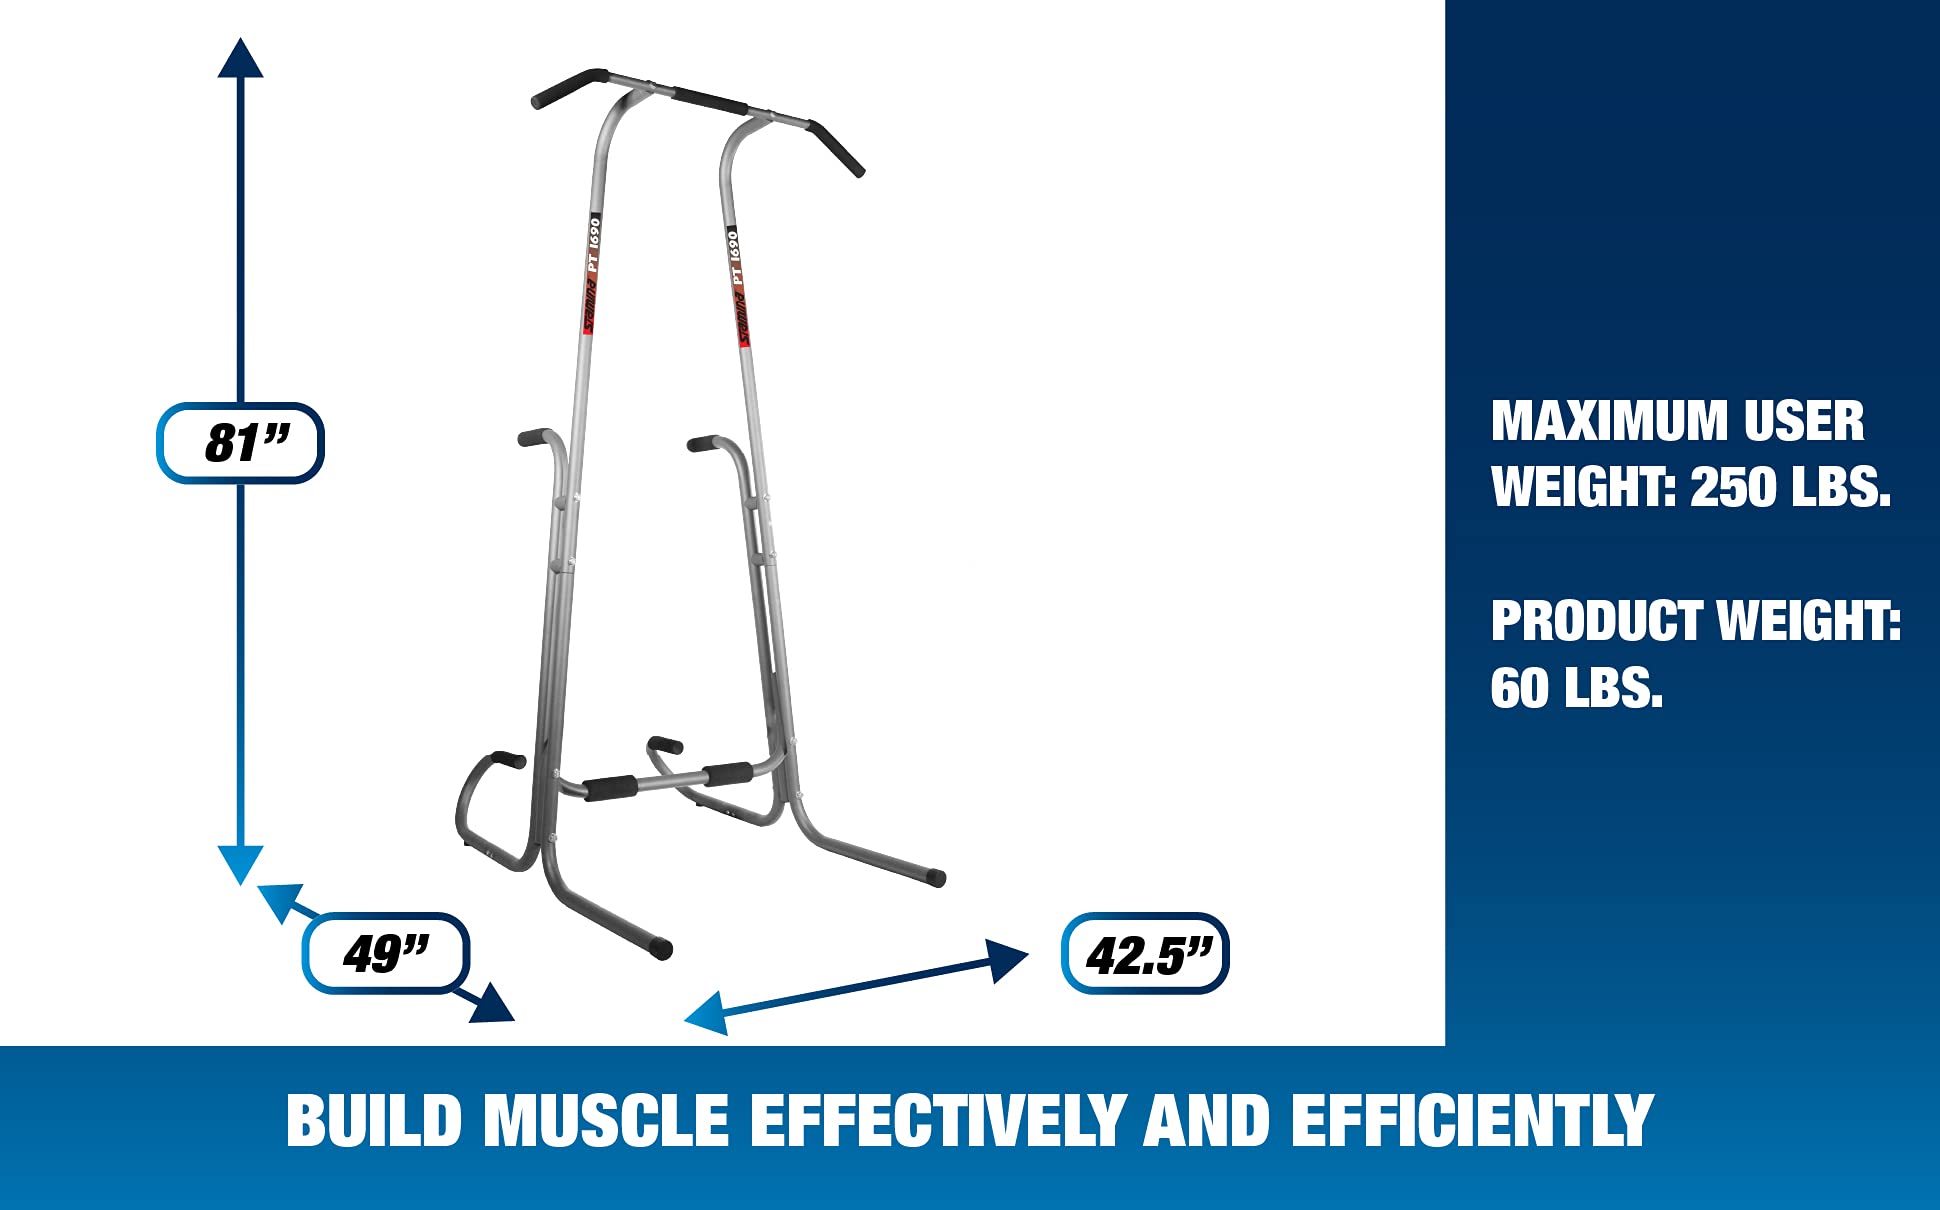 81”
PT 1690
stamina
PT 1690
stamina
49”
42.5”
MAXIMUM USER
WEIGHT: 250 LBS.
PRODUCT WEIGHT:
60 LBS.
BUILD MUSCLE EFFECTIVELY AND EFFICIENTLY